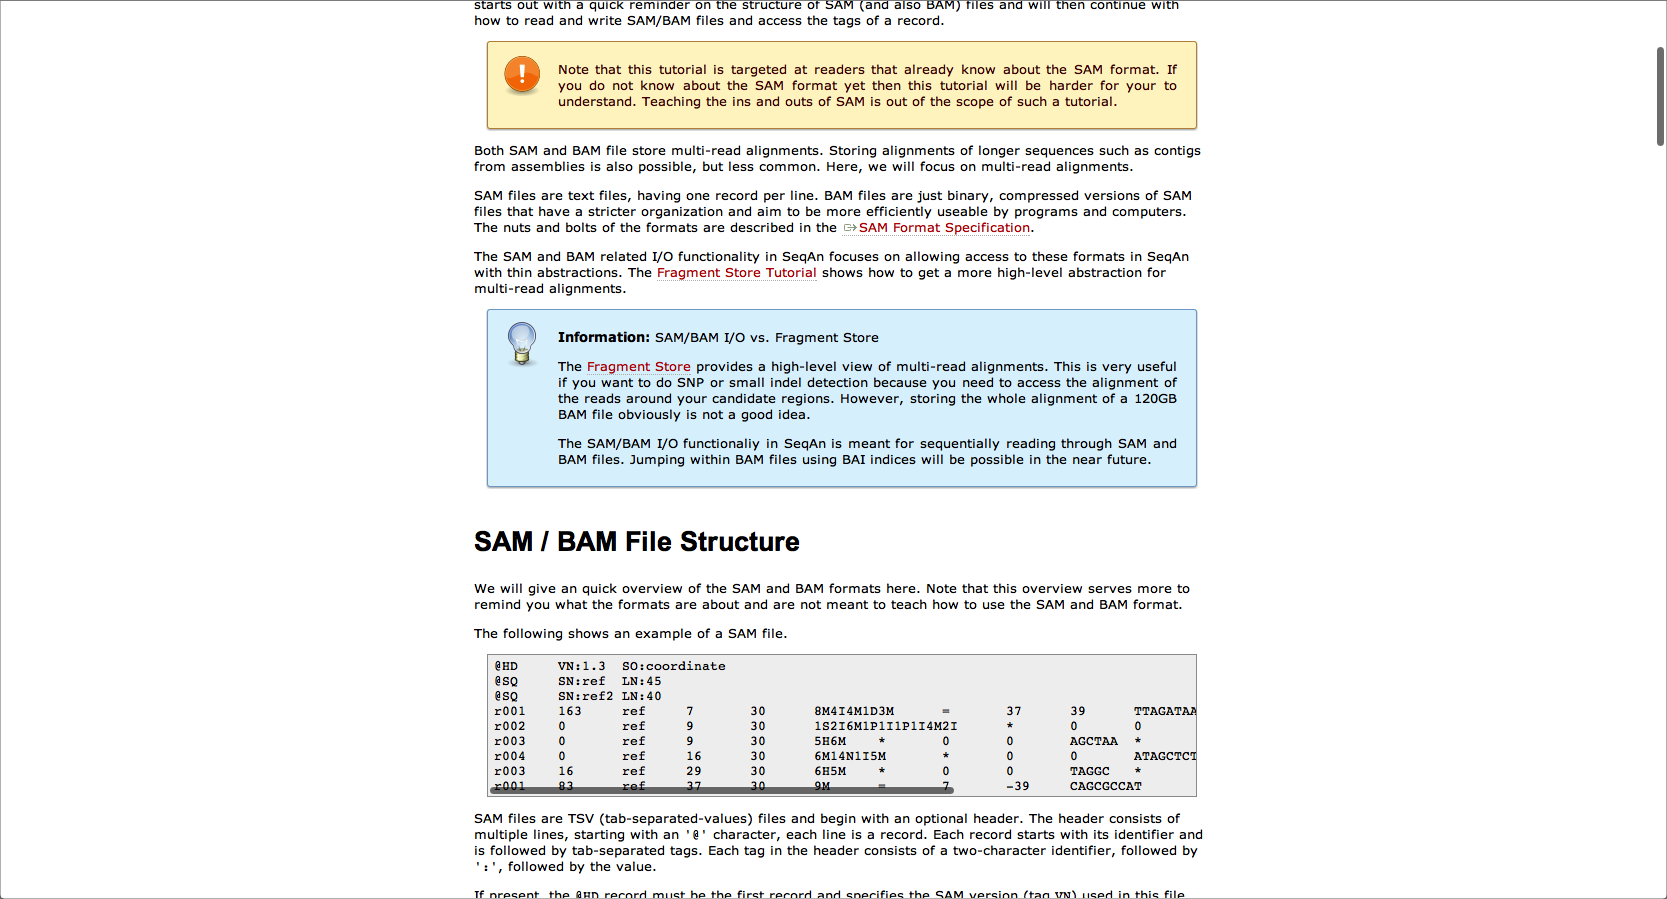 starts out with a quick reminder on the structure of SAM (and also BAM) files and will then continue with
how to read and write SAM/BAM files and access the tags of a record.
Note that this tutorial is targeted at readers that already know about the SAM format. If
you do not know about the SAM format yet then this tutorial will be harder for your to
understand. Teaching the ins and outs of SAM is out of the scope of such a tutorial.
Both SAM and BAM file store multi-read alignments. Storing alignments of longer sequences such as contigs
from assemblies is also possible, but less common. Here, we will focus on multi-read alignments.
SAM files are text files, having one record per line. BAM files are just binary, compressed versions of SAM
files that have a stricter organization and aim to be more efficiently useable by programs and computers.
The nuts and bolts of the formats are described in the SAM Format Specification.
The SAM and BAM related I/O functionality in SeqAn focuses on allowing access to these formats in SeqAn
with thin abstractions. The Fragment Store Tutorial shows how to get a more high-level abstraction for
multi-read alignments.
Information: SAM/BAM I/O vs. Fragment Store
The Fragment Store provides a high-level view of multi-read alignments. This is very useful
if you want to do SNP or small indel detection because you need to access the alignment of
the reads around your candidate regions. However, storing the whole alignment of a 120GB
BAM file obviously is not a good idea.
The SAM/BAM I/O functionaliy in SeqAn is meant for sequentially reading through SAM and
BAM files. Jumping within BAM files using BAI indices will be possible in the near future.
SAM / BAM File Structure
We will give an quick overview of the SAM and BAM formats here. Note that this overview serves more to
remind you what the formats are about and are not meant to teach how to use the SAM and BAM format.
The following shows an example of a SAM file.
@HD VN:1.3 SO:coordinate
@SQ SN:ref LN:45
@SQ SN:ref2 LN:40
r001 163 ref 7 30 8M4I4M1D3M = 37 39 TTAGATAA
r002 0 ref 9 30 1S2I6M1P1I1P1I4M2I * 0 0
r003 0 ref 9 30 5H6M * 0 0 AGCTAA *
r004 0 ref 16 30 6M14N1I5M * 0 0 ATAGCTCT
r003 16 ref 29 30 6H5M * 0 0 TAGGC *
r001 83 ref 37 30 9M = 7 -39 CAGCGCCAT
SAM files are TSV (tab-separated-values) files and begin with an optional header. The header consists of
multiple lines, starting with an '@' character, each line is a record. Each record starts with its identifier and
is followed by tab-separated tags. Each tag in the header consists of a two-character identifier, followed by
':', followed by the value.
If present, the @HD record must be the first record and specifies the SAM version (tag VN) used in this file